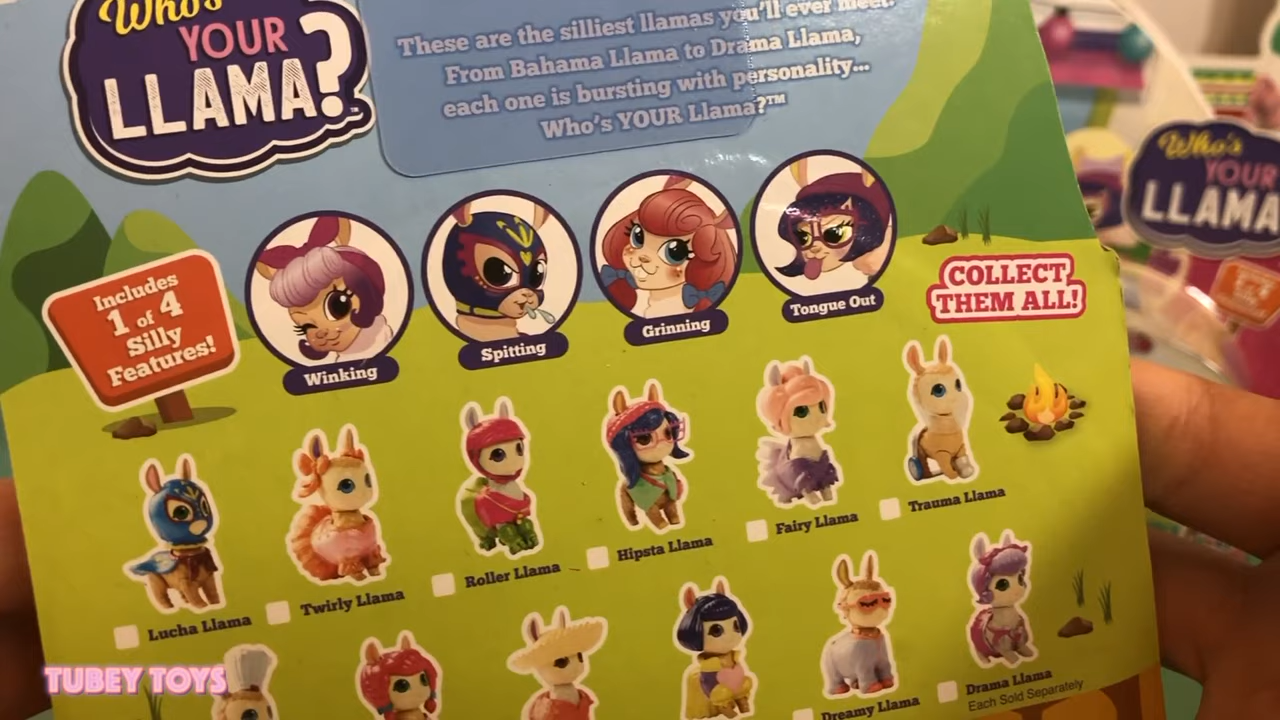 Who's
YOUR
LLAMA?
These are the silliest llamas you'll ever meet.
From Bahama Llama to Drama Llama,
each one is bursting with personality...
Who's YOUR Llama?™
Who's
YOUR
LLAMA
Includes
1 of 4
Silly
Features!
Winking
Spitting
Grinning
Tongue Out
COLLECT
THEM ALL!
Lucha Llama
Twirly Llama
Roller Llama
Hipsta Llama
Fairy Llama
Trauma Llama
Dreamy Llama
Drama Llama
Each Sold Separately
TUBEY TOYS